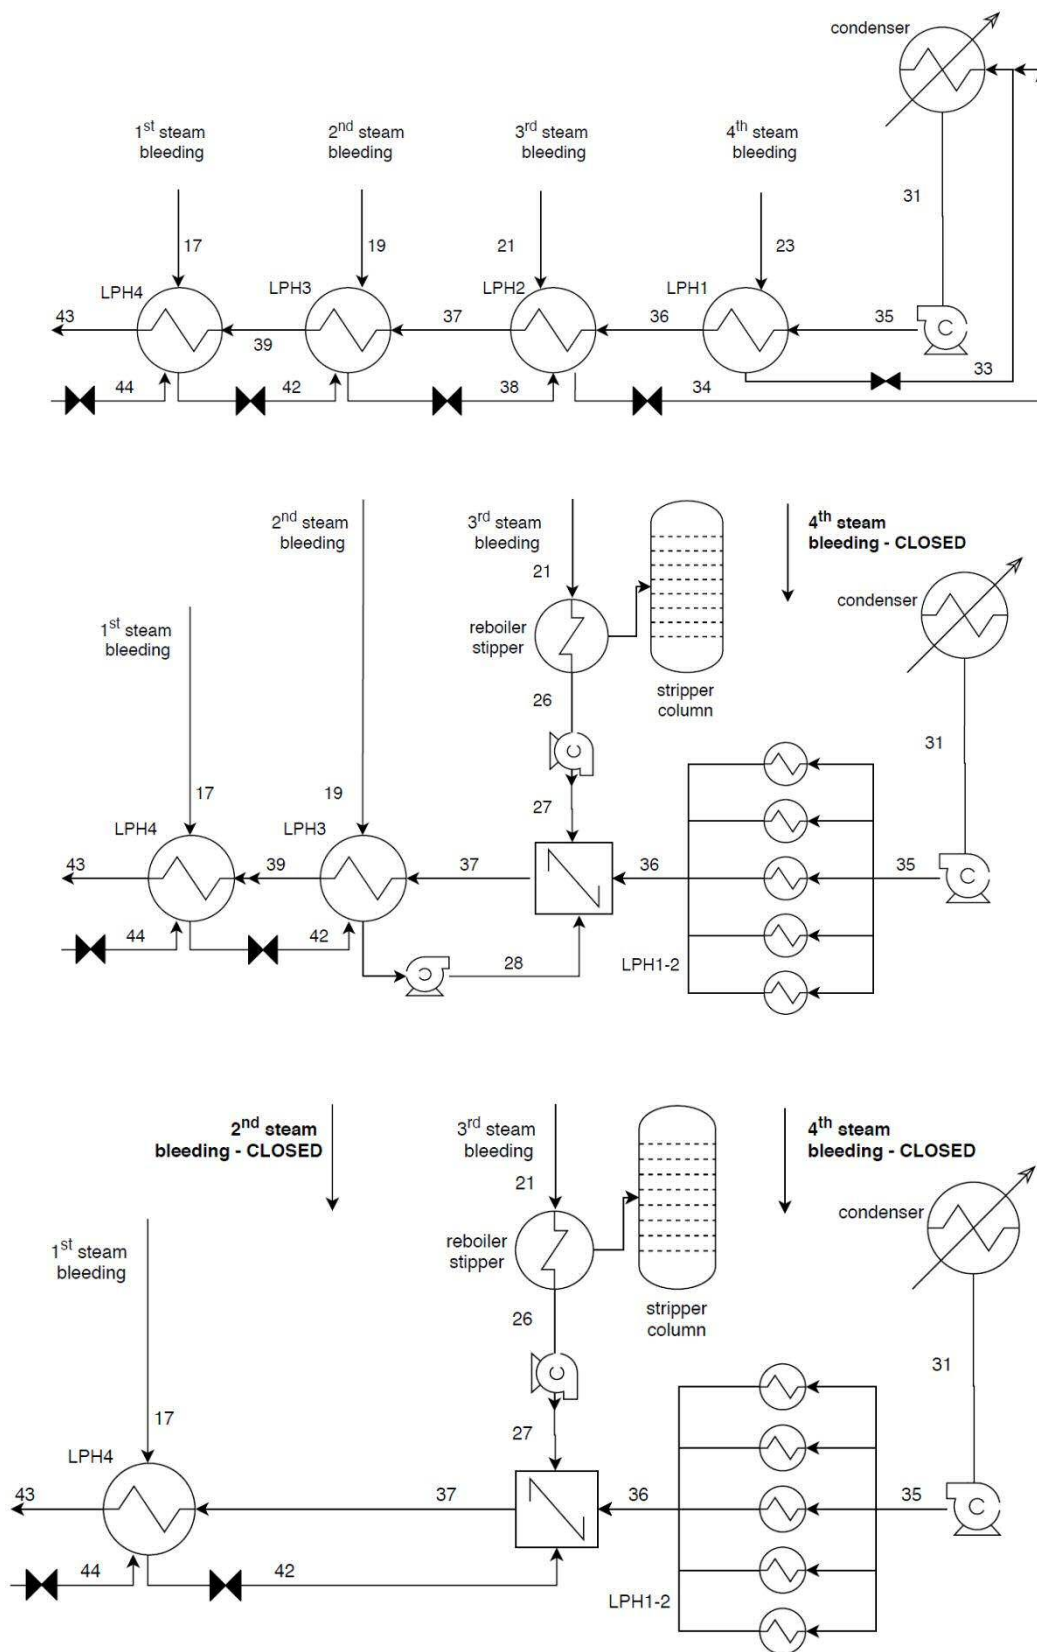 condenser
1st steam
bleeding
2nd steam
bleeding
3rd steam
bleeding
4th steam
bleeding
31
17
19
21
23
LPH4
LPH3
LPH2
LPH1
43
39
37
36
35
C
44
42
38
34
33
2nd steam
bleeding
3rd steam
bleeding
4th steam
bleeding - CLOSED
21
condenser
1st steam
bleeding
reboiler
stipper
stripper
column
26
31
C
17
19
27
LPH4
LPH3
43
39
37
36
35
C
44
42
C
28
LPH1-2
2nd steam
bleeding - CLOSED
3rd steam
bleeding
4th steam
bleeding - CLOSED
21
condenser
1st steam
bleeding
reboiler
stipper
stripper
column
26
31
C
17
27
LPH4
43
37
36
35
C
44
42
LPH1-2